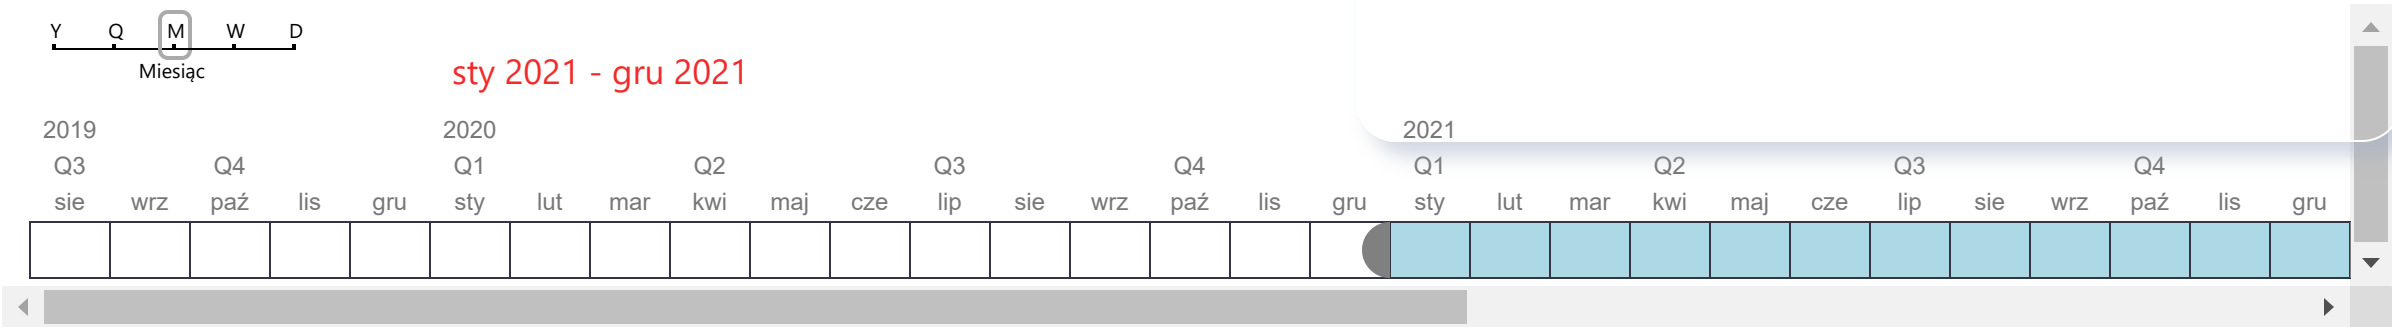 Y Q M W D
Miesiąc
sty 2021 - gru 2021
2019 2020 2021
Q3 Q4 Q1 Q2 Q3 Q4 Q1 Q2 Q3 Q4
sie wrz paź lis gru sty lut mar kwi maj cze lip sie wrz paź lis gru sty lut mar kwi maj cze lip sie wrz paź lis gru